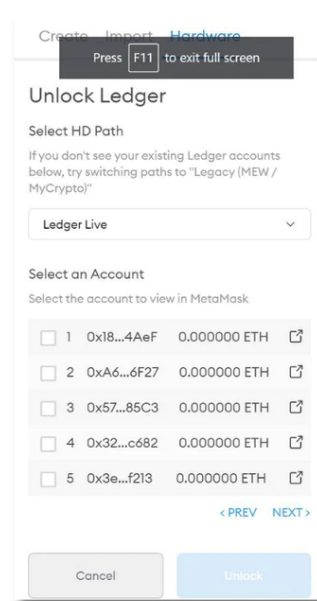 Create Import Hardware
Press F11 to exit full screen
Unlock Ledger
Select HD Path
If you don't see your existing Ledger accounts
below, try switching paths to "Legacy (MEW /
MyCrypto)"
Ledger Live
Select an Account
Select the account to view in MetaMask
1 0x18...4AeF 0.000000 ETH
2 0xA6...6F27 0.000000 ETH
3 0x57...85C3 0.000000 ETH
4 0x32...c682 0.000000 ETH
5 0x3e...f213 0.000000 ETH
< PREV NEXT >
Cancel Unlock